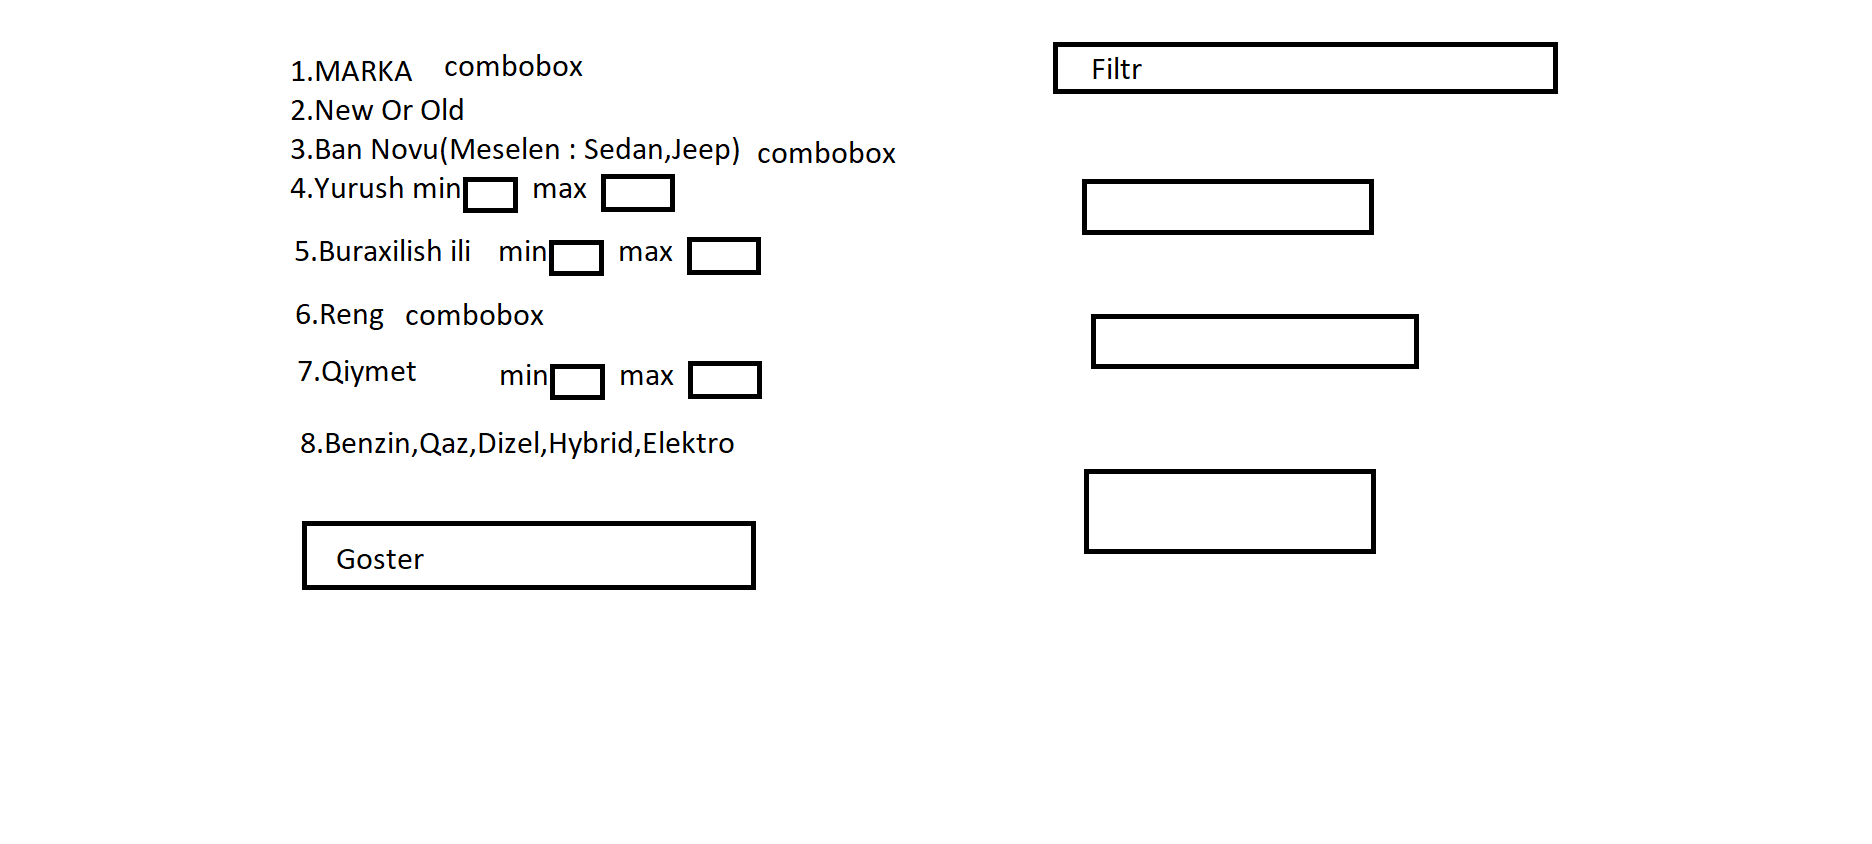 1.MARKA combobox
2.New Or Old
3.Ban Novu(Meselen : Sedan,Jeep) combobox
4.Yurush min max
5.Buraxilish ili min max
6.Reng combobox
7.Qiymet min max
8.Benzin,Qaz,Dizel,Hybrid,Elektro
Goster
Filtr